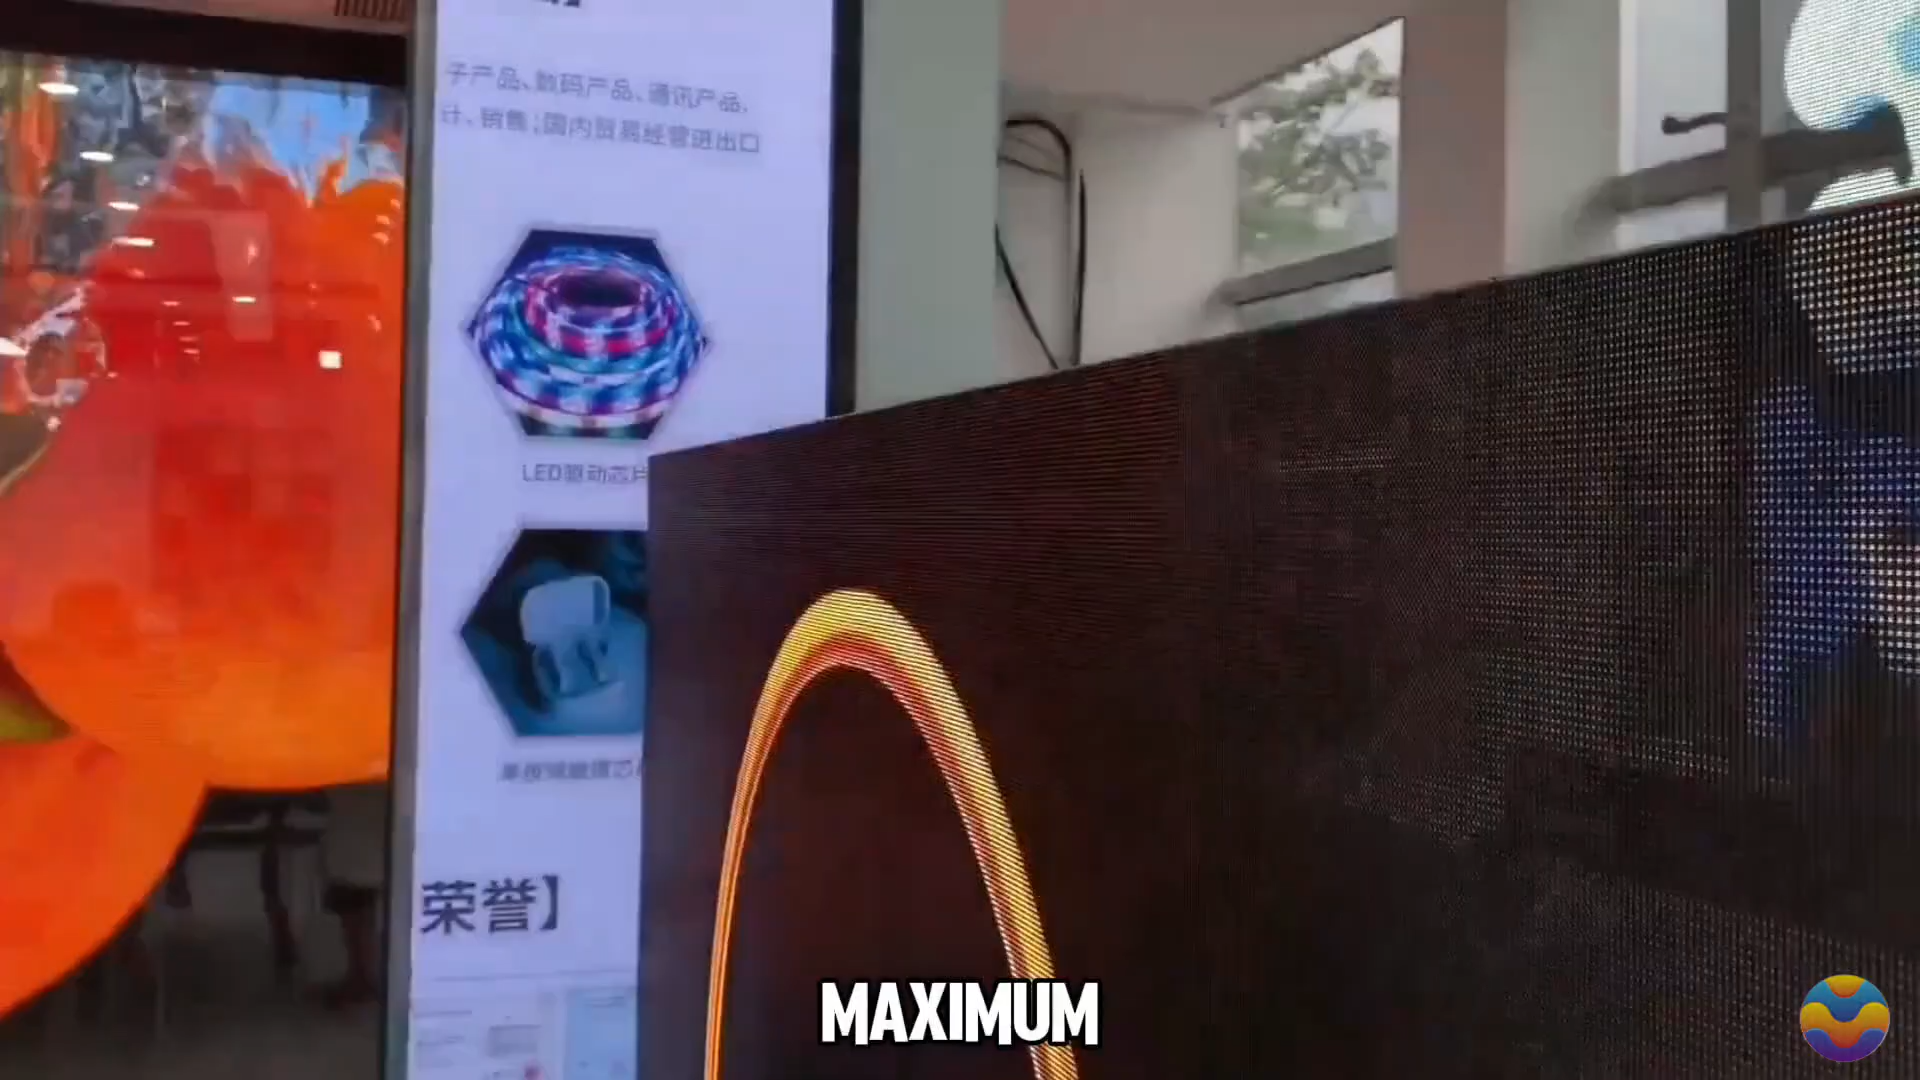 子产品、数码产品、通讯产品,
计、销售;国内贸易经营进出口
LED驱动芯片
荣誉】
MAXIMUM